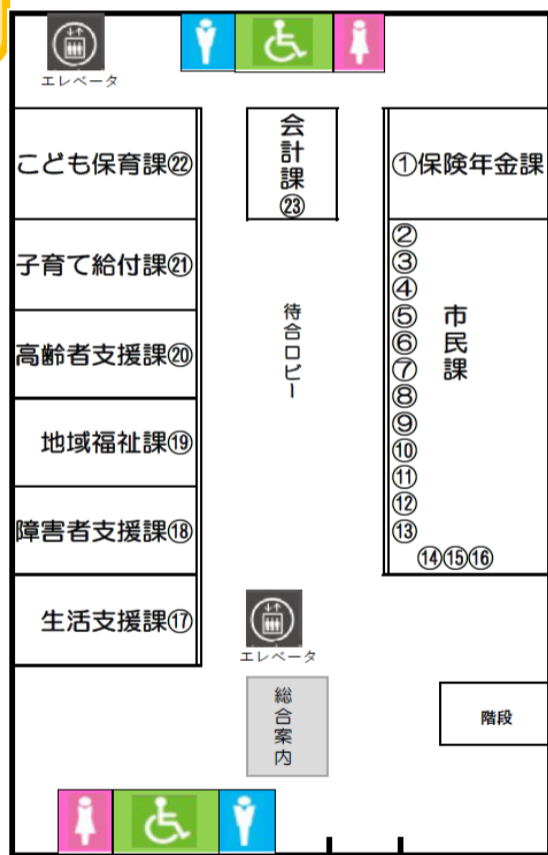 エレベータ
こども保育課㉒
子育て給付課㉑
高齢者支援課⑳
地域福祉課⑲
障害者支援課⑱
生活支援課⑰
会計課
㉓
待合ロビー
①保険年金課
②
③
④
⑤
⑥
⑦
⑧
⑨
⑩
⑪
⑫
⑬
⑭⑮⑯
市民課
エレベータ
総合案内
階段